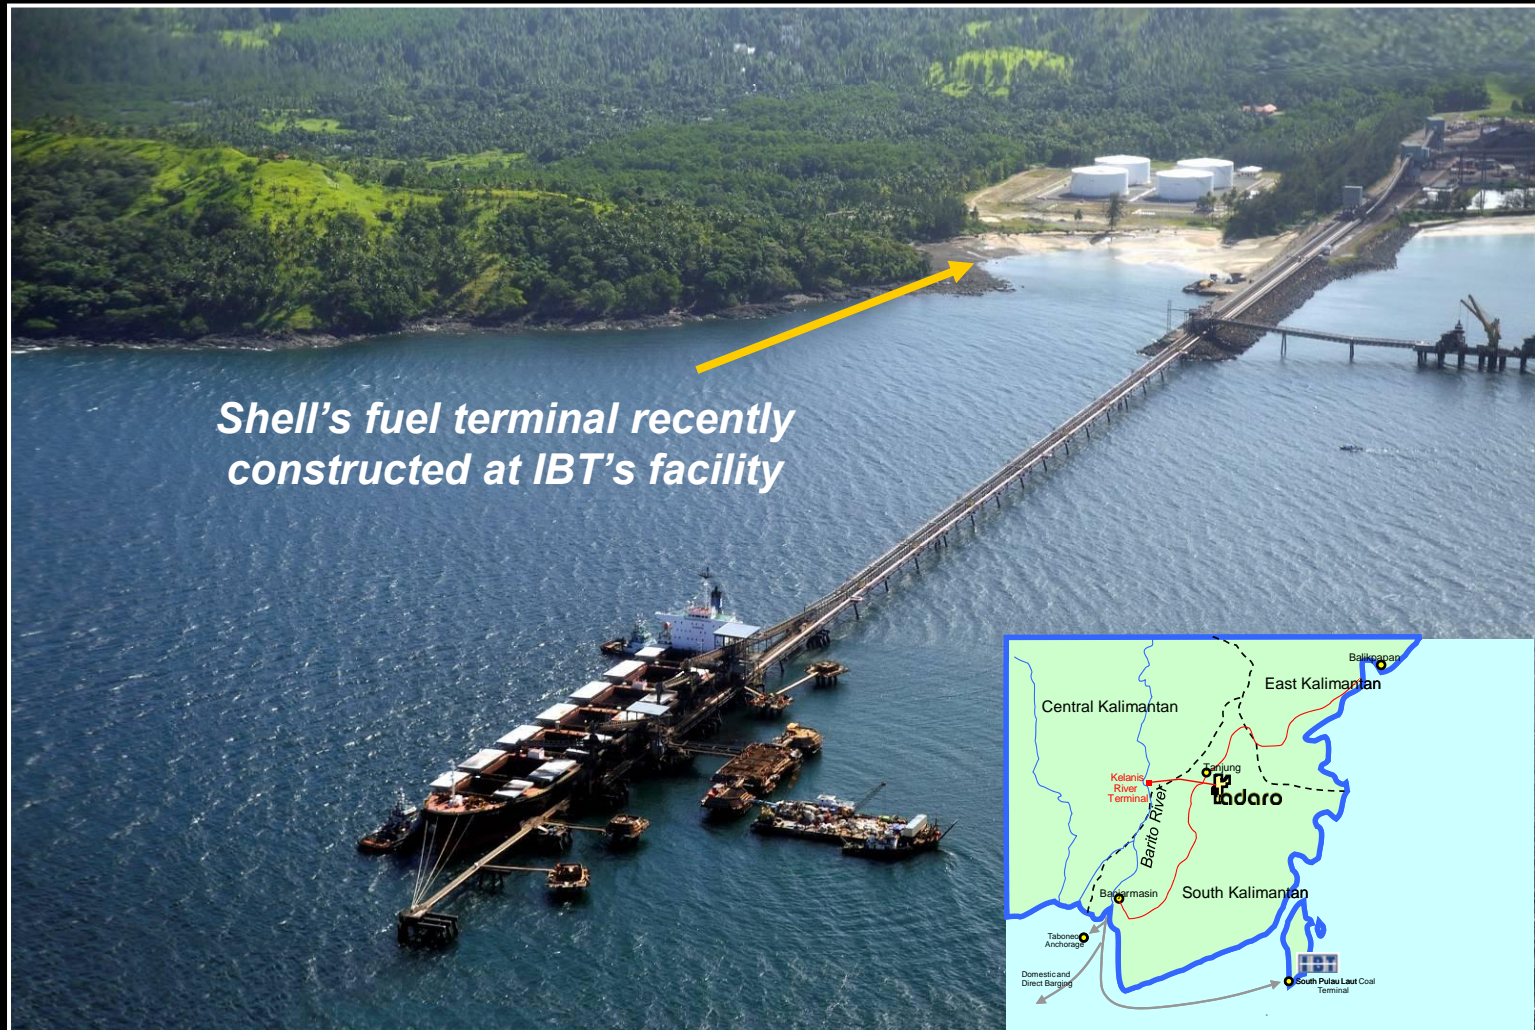 Shell’s fuel terminal recently
constructed at IBT’s facility
Balikpapan
East Kalimantan
Central Kalimantan
Tanjung
Kelanis
River
Terminal
adaro
Barito River
Banjarmasin
South Kalimantan
Taboneo
Anchorage
IBT
Domestic and
Direct Barging
South Pulau Laut Coal
Terminal